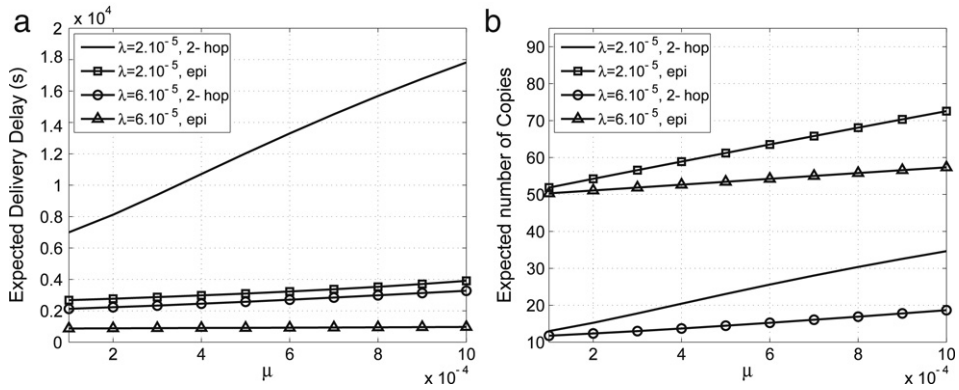 a
x 10⁴
2
1.8
1.6
1.4
1.2
1
0.8
0.6
0.4
0.2
0
Expected Delivery Delay (s)
λ=2.10⁻⁵, 2- hop
λ=2.10⁻⁵, epi
λ=6.10⁻⁵, 2-hop
λ=6.10⁻⁵, epi
2 4 6 8 10
μ
x 10⁻⁴
b
90
80
70
60
50
40
30
20
10
Expected number of Copies
λ=2.10⁻⁵, 2- hop
λ=2.10⁻⁵, epi
λ=6.10⁻⁵, 2-hop
λ=6.10⁻⁵, epi
2 4 6 8 10
μ
x 10⁻⁴